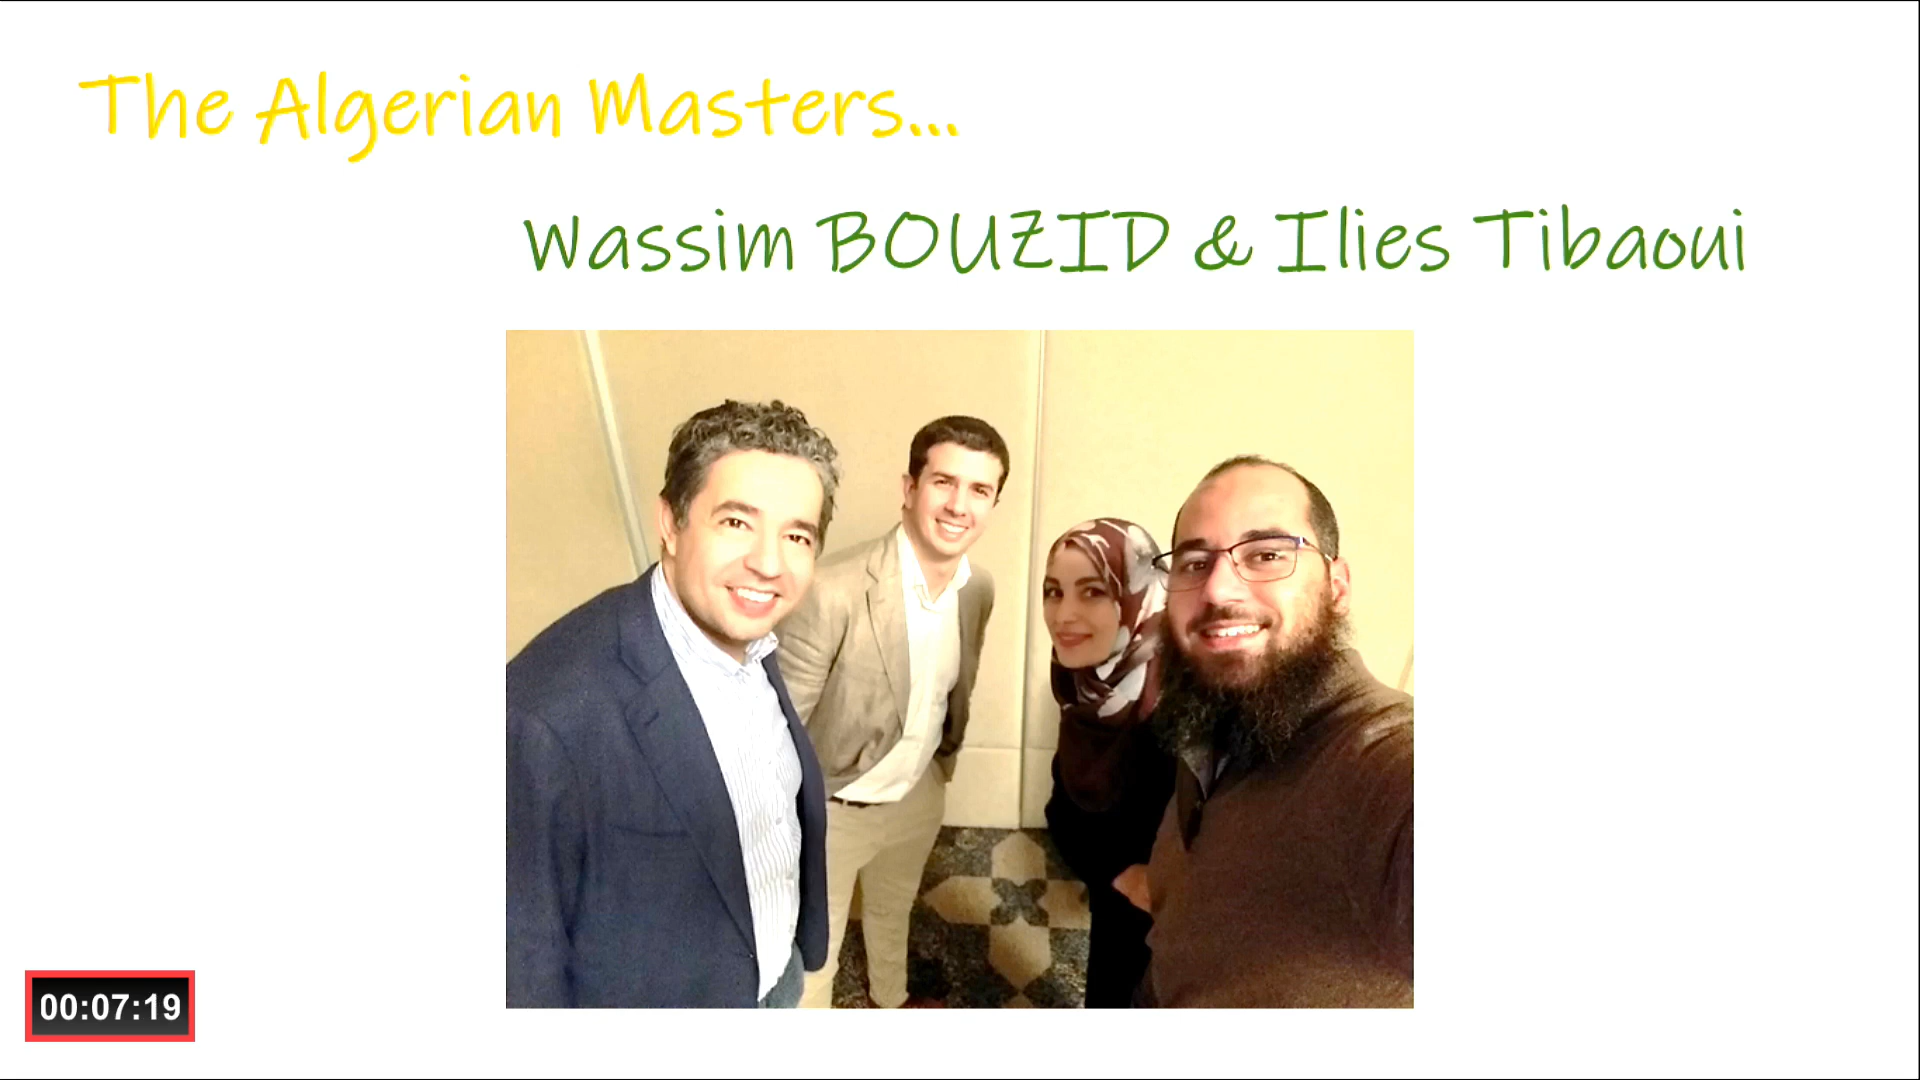 The Algerian Masters...
Wassim BOUZID & Ilies Tibaoui
00:07:19